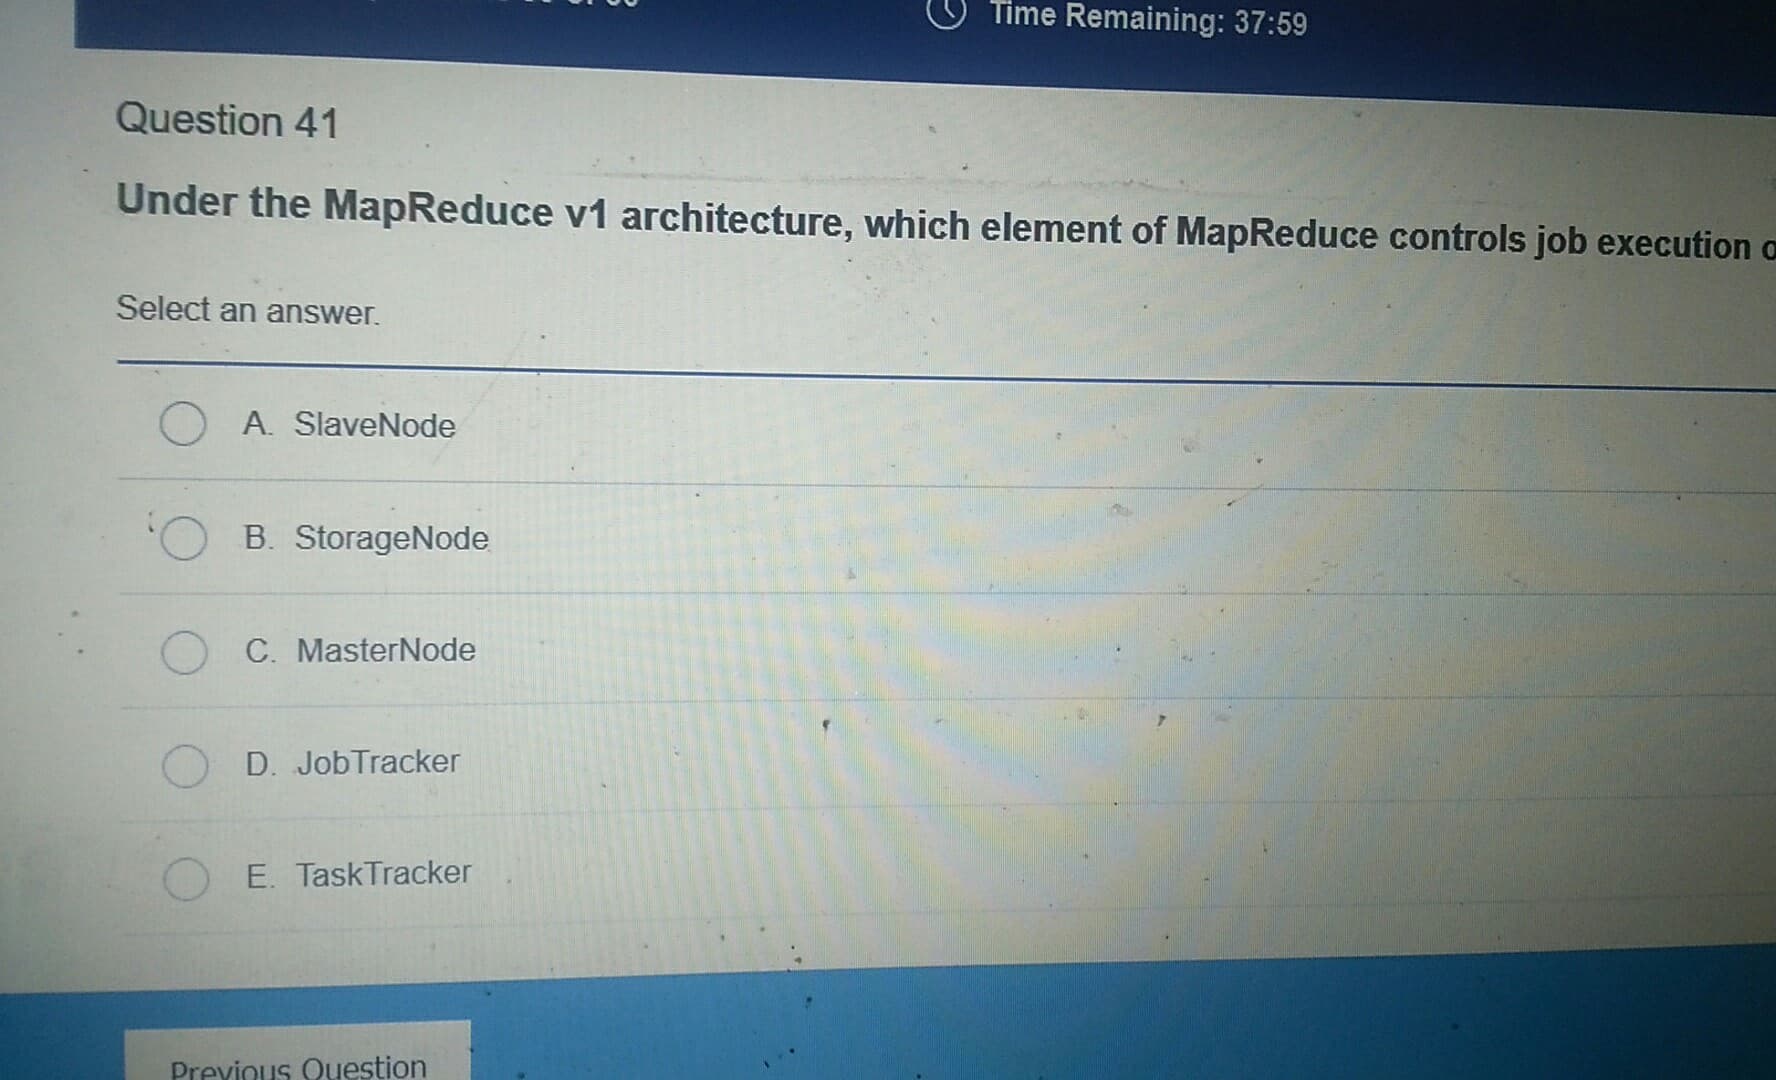 Time Remaining: 37:59
Question 41
Under the MapReduce v1 architecture, which element of MapReduce controls job execution
Select an answer.
A. SlaveNode
B. StorageNode
C. MasterNode
D. JobTracker
E. TaskTracker
Previous Question